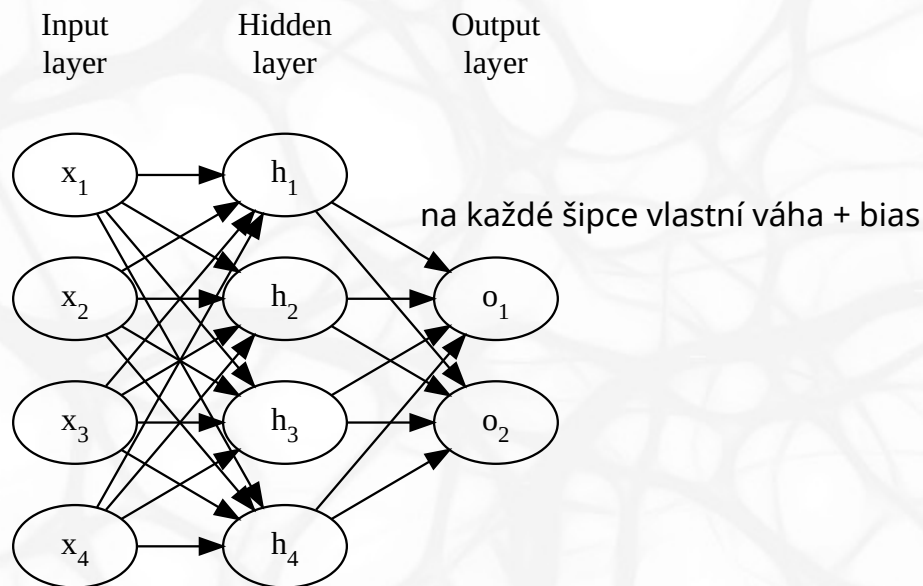 Input
layer
Hidden
layer
Output
layer
x1
h1
na každé šipce vlastní váha + bias
x2
h2
o1
x3
h3
o2
x4
h4